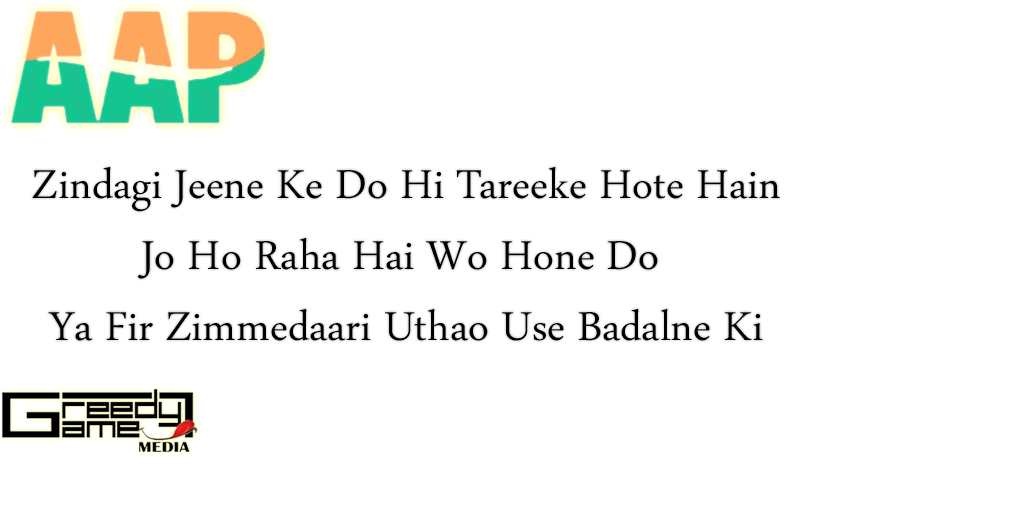 AAP
Zindagi Jeene Ke Do Hi Tareeke Hote Hain
Jo Ho Raha Hai Wo Hone Do
Ya Fir Zimmedaari Uthao Use Badalne Ki
Greedy
Game
MEDIA